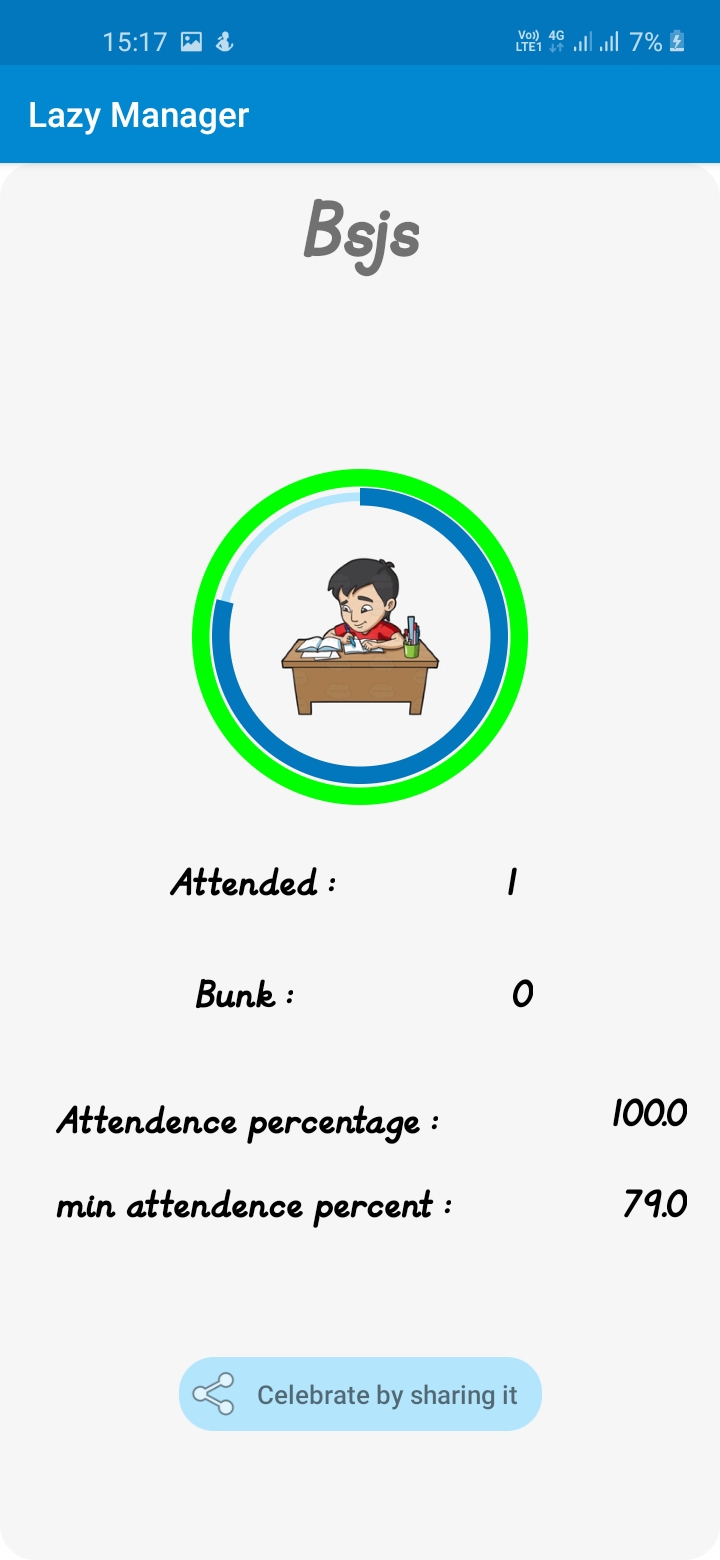 15:17 Vo)) LTE1 4G 7%
Lazy Manager
Bsjs
Attended : 1
Bunk : 0
Attendence percentage : 100.0
min attendence percent : 79.0
Celebrate by sharing it